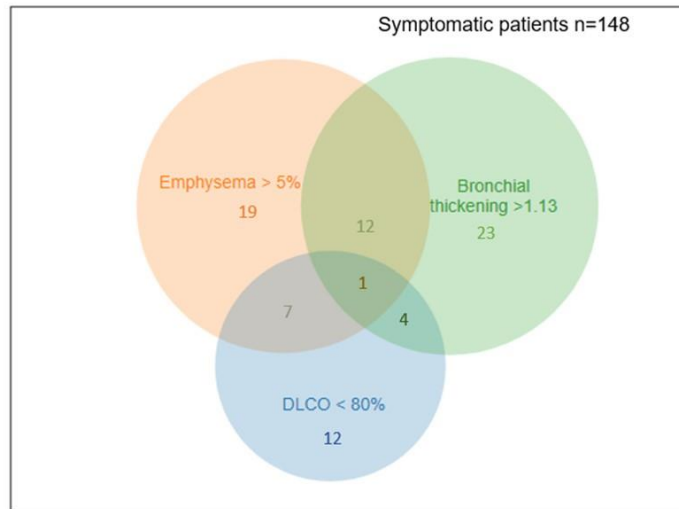 Symptomatic patients n=148
Emphysema > 5%
19
Bronchial
thickening >1.13
23
12
1
7
4
DLCO < 80%
12